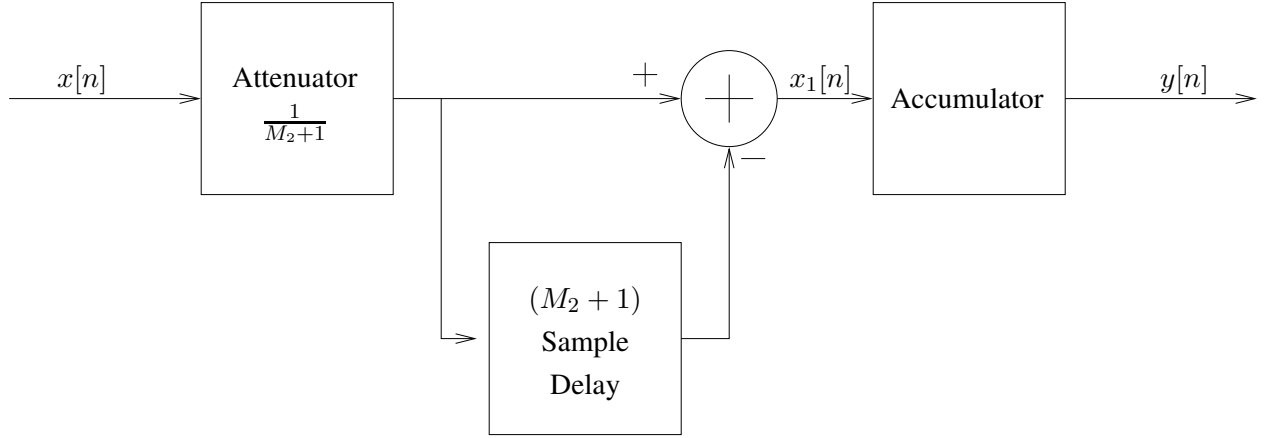 x[n]
Attenuator
1
M₂+1
+
−
x₁[n]
Accumulator
y[n]
(M₂ + 1)
Sample
Delay